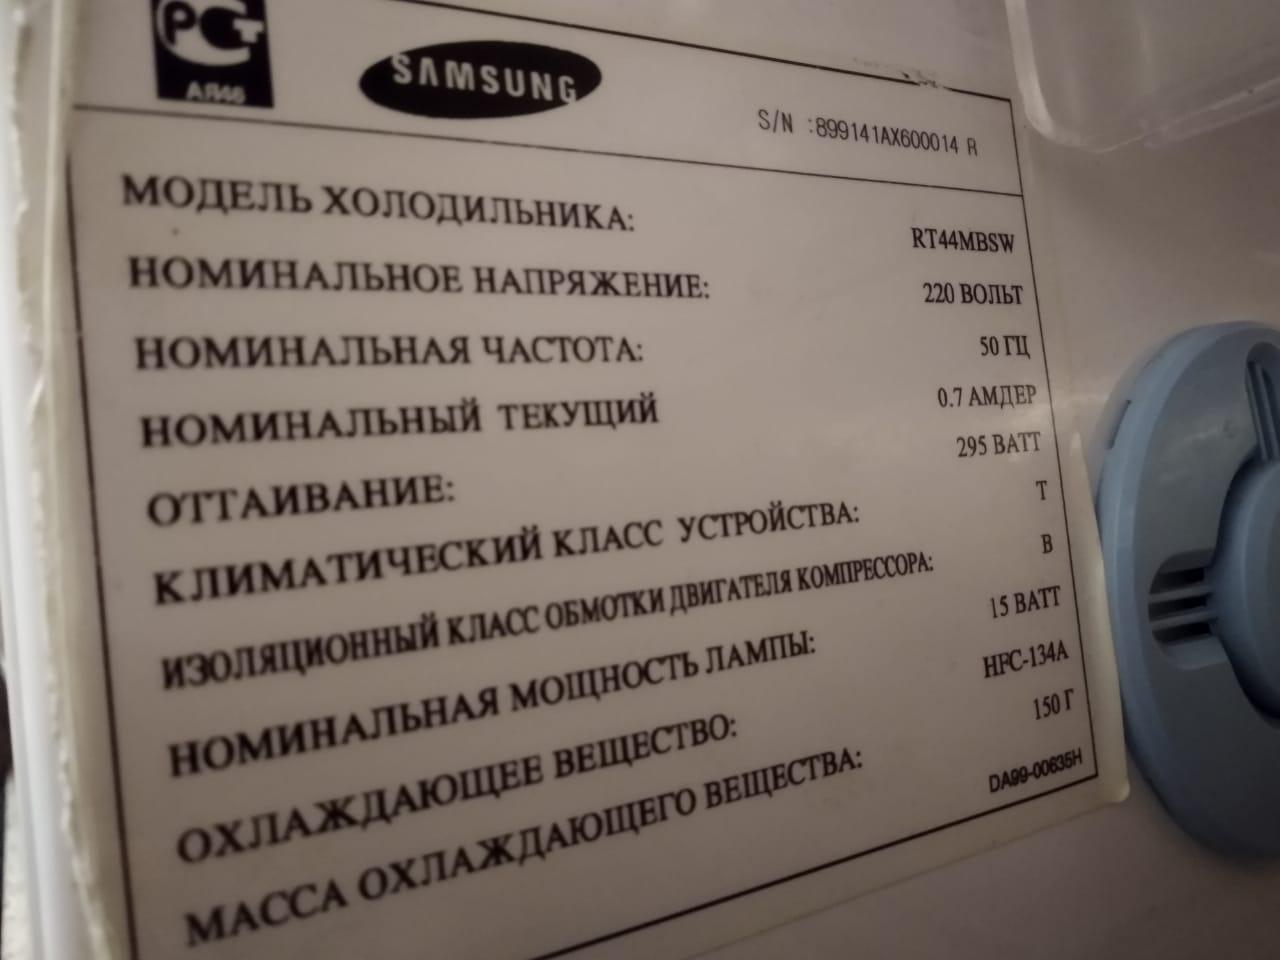 РСТ
АЯ46
SAMSUNG
S/N :899141AX600014 R
МОДЕЛЬ ХОЛОДИЛЬНИКА: RT44MBSW
НОМИНАЛЬНОЕ НАПРЯЖЕНИЕ: 220 ВОЛЬТ
НОМИНАЛЬНАЯ ЧАСТОТА: 50 ГЦ
НОМИНАЛЬНЫЙ ТЕКУЩИЙ 0.7 АМДЕР
ОТТАИВАНИЕ: 295 ВАТТ
КЛИМАТИЧЕСКИЙ КЛАСС УСТРОЙСТВА: T
ИЗОЛЯЦИОННЫЙ КЛАСС ОБМОТКИ ДВИГАТЕЛЯ КОМПРЕССОРА: B
НОМИНАЛЬНАЯ МОЩНОСТЬ ЛАМПЫ: 15 ВАТТ
ОХЛАЖДАЮЩЕЕ ВЕЩЕСТВО: HFC-134A
МАССА ОХЛАЖДАЮЩЕГО ВЕЩЕСТВА: 150 Г
DA99-00635H